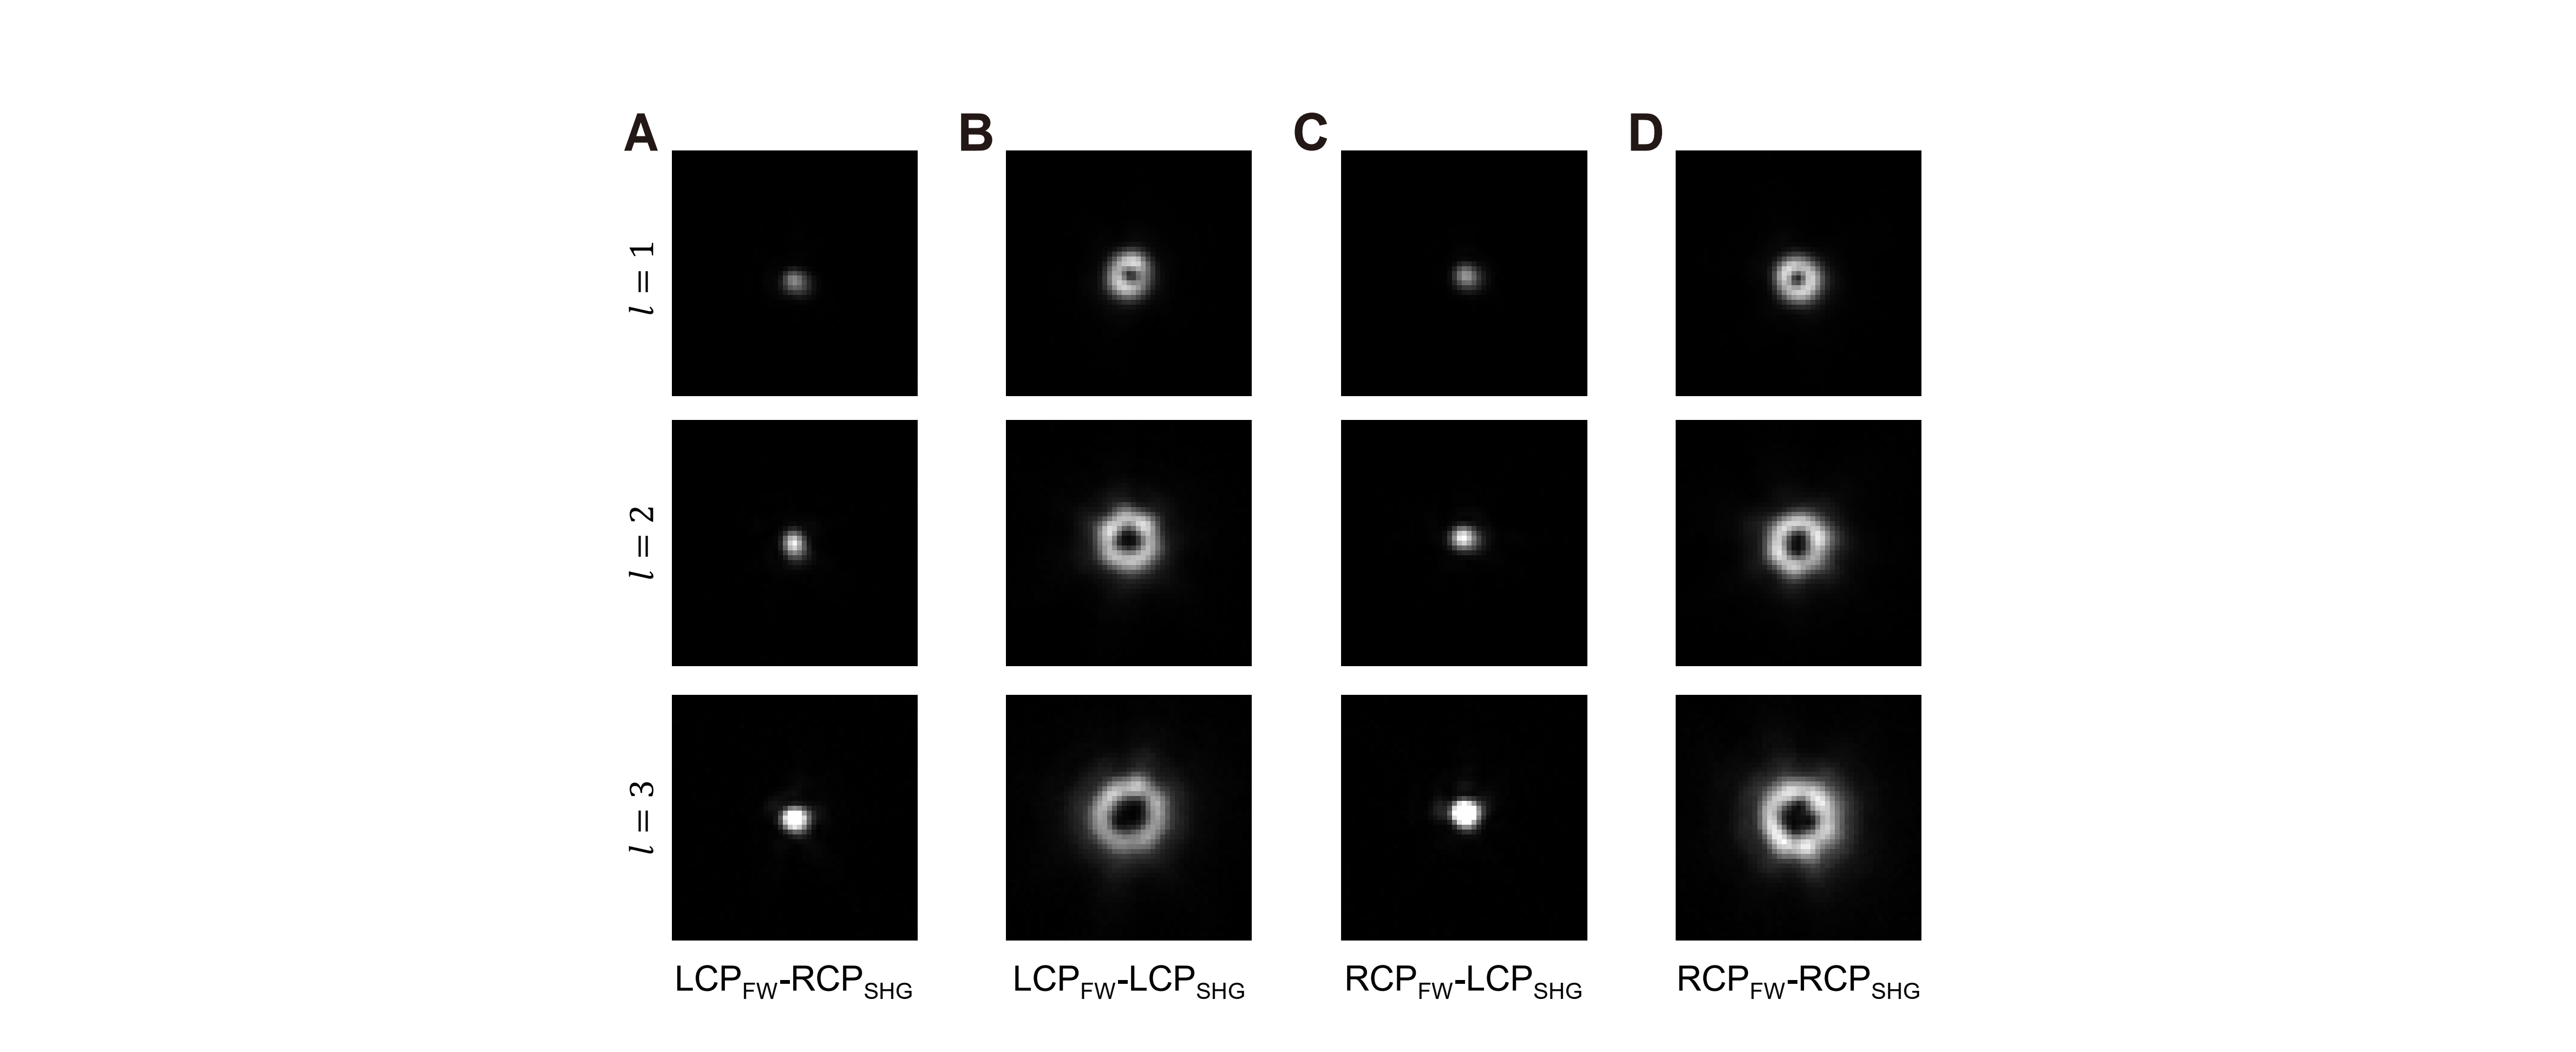 A B C D
l = 1
l = 2
l = 3
LCPFW-RCPSHG LCPFW-LCPSHG RCPFW-LCPSHG RCPFW-RCPSHG